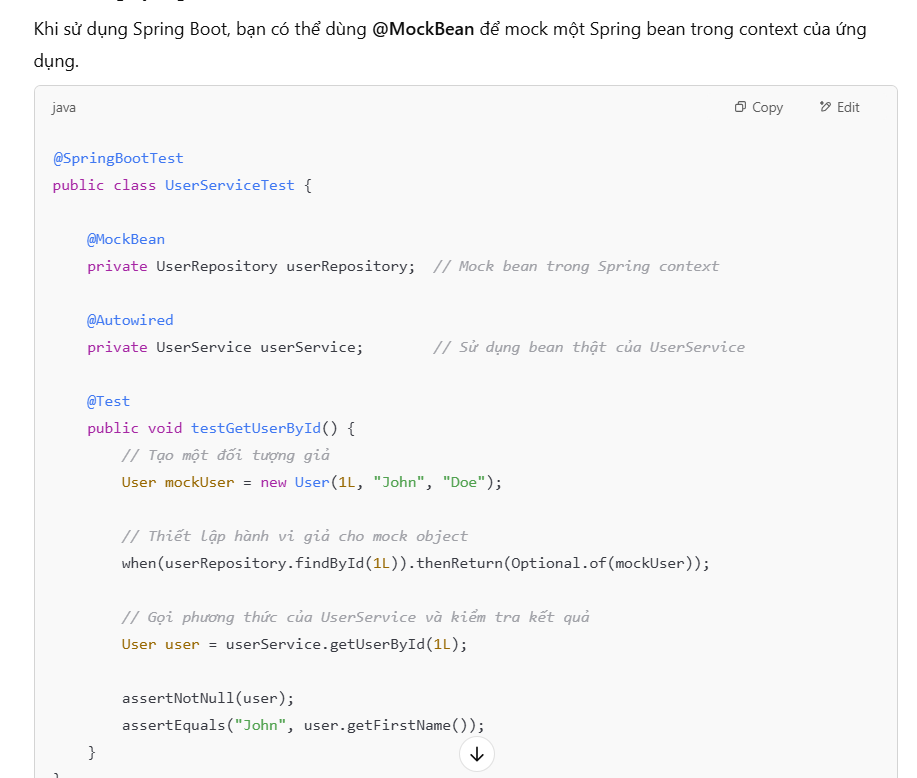 Khi sử dụng Spring Boot, bạn có thể dùng @MockBean để mock một Spring bean trong context của ứng
dụng.
java
Copy
Edit
@SpringBootTest
public class UserServiceTest {
@MockBean
private UserRepository userRepository;  // Mock bean trong Spring context
@Autowired
private UserService userService;        // Sử dụng bean thật của UserService
@Test
public void testGetUserById() {
// Tạo một đối tượng giả
User mockUser = new User(1L, "John", "Doe");
// Thiết lập hành vi giả cho mock object
when(userRepository.findById(1L)).thenReturn(Optional.of(mockUser));
// Gọi phương thức của UserService và kiểm tra kết quả
User user = userService.getUserById(1L);
assertNotNull(user);
assertEquals("John", user.getFirstName());
}